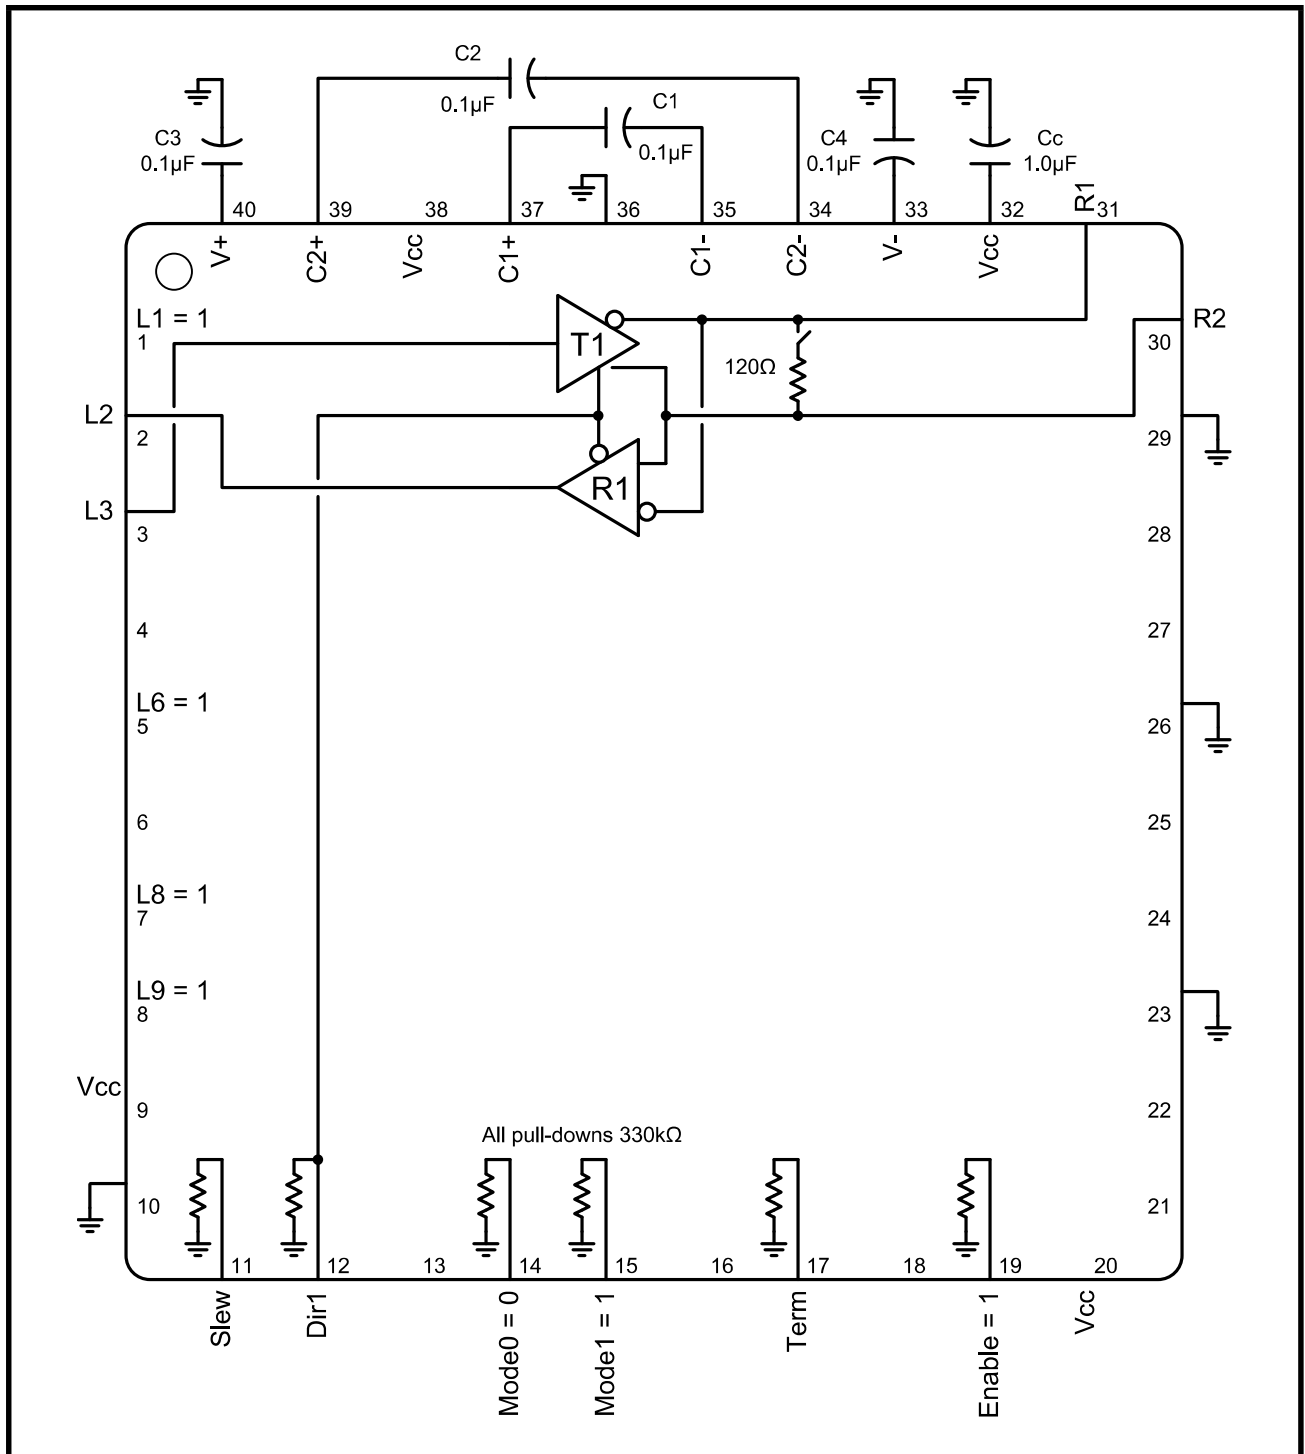 C2
0.1µF
C1
0.1µF
C3
0.1µF
C4
0.1µF
Cc
1.0µF
R1
40 39 38 37 36 35 34 33 32 31
V+ C2+ Vcc C1+ C1- C2- V- Vcc
L1 = 1
1
T1
120Ω
R2
30
L2
2
29
R1
L3
3
28
4
27
L6 = 1
5
26
6
25
L8 = 1
7
24
L9 = 1
8
23
Vcc
9
22
All pull-downs 330kΩ
10
21
11 12 13 14 15 16 17 18 19 20
Slew Dir1 Mode0 = 0 Mode1 = 1 Term Enable = 1 Vcc